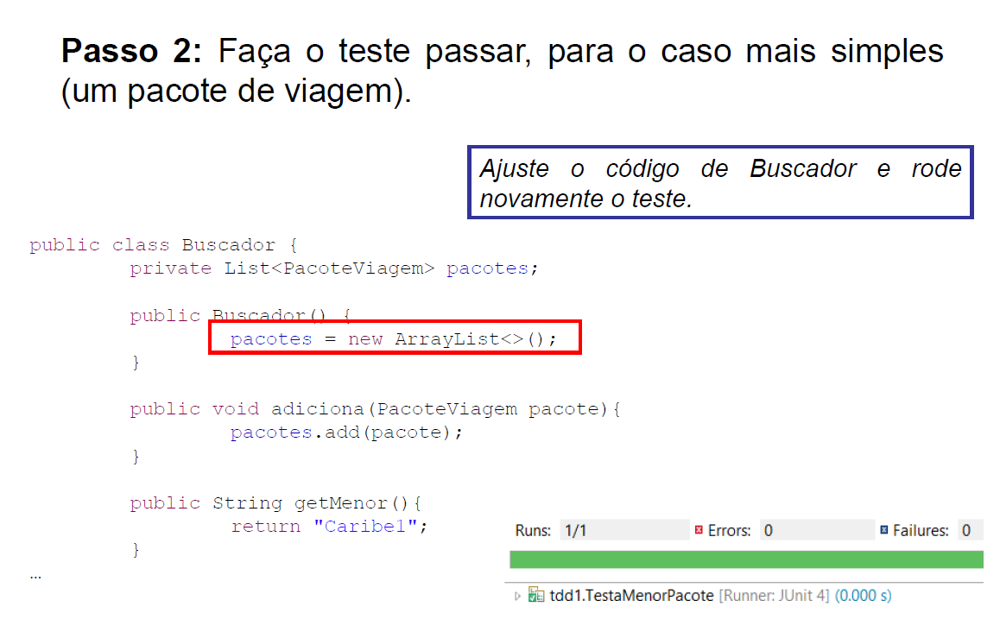 Passo 2: Faça o teste passar, para o caso mais simples
(um pacote de viagem).
Ajuste o código de Buscador e rode
novamente o teste.
public class Buscador {
private List<PacoteViagem> pacotes;
public Buscador() {
pacotes = new ArrayList<>();
}
public void adiciona(PacoteViagem pacote){
pacotes.add(pacote);
}
public String getMenor(){
return "Caribe1";
}
...
Runs: 1/1 Errors: 0 Failures: 0
tdd1.TestaMenorPacote [Runner: JUnit 4] (0.000 s)